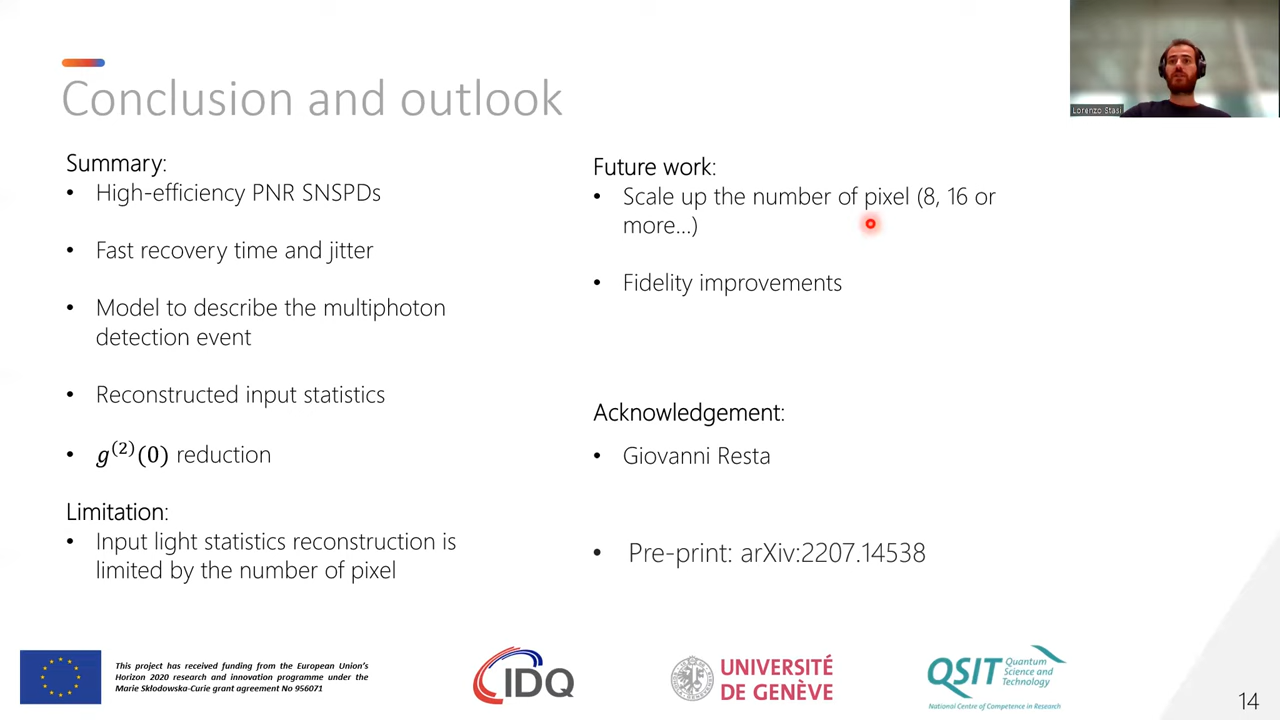 Conclusion and outlook
Lorenzo Stasi
Summary:
• High-efficiency PNR SNSPDs
• Fast recovery time and jitter
• Model to describe the multiphoton
detection event
• Reconstructed input statistics
• g⁽²⁾(0) reduction
Limitation:
• Input light statistics reconstruction is
limited by the number of pixel
Future work:
• Scale up the number of pixel (8, 16 or
more...)
• Fidelity improvements
Acknowledgement:
• Giovanni Resta
• Pre-print: arXiv:2207.14538
This project has received funding from the European Union's
Horizon 2020 research and innovation programme under the
Marie Sklodowska-Curie grant agreement No 956071
IDQ
UNIVERSITÉ
DE GENÈVE
QSIT
Quantum
Science and
Technology
National Centre of Competence in Research
14